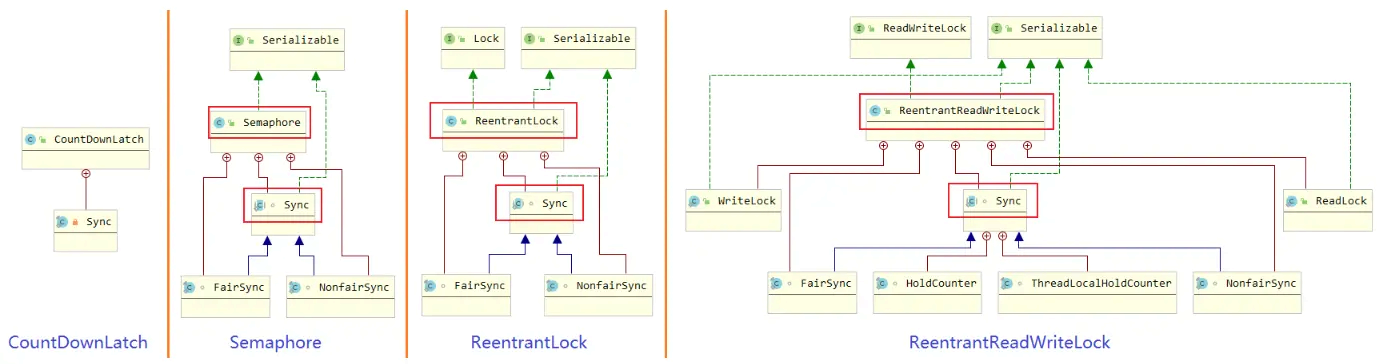 CountDownLatch
Sync
CountDownLatch
Serializable
Semaphore
Sync
FairSync
NonfairSync
Semaphore
Lock
Serializable
ReentrantLock
Sync
FairSync
NonfairSync
ReentrantLock
ReadWriteLock
Serializable
ReentrantReadWriteLock
WriteLock
Sync
ReadLock
FairSync
HoldCounter
ThreadLocalHoldCounter
NonfairSync
ReentrantReadWriteLock